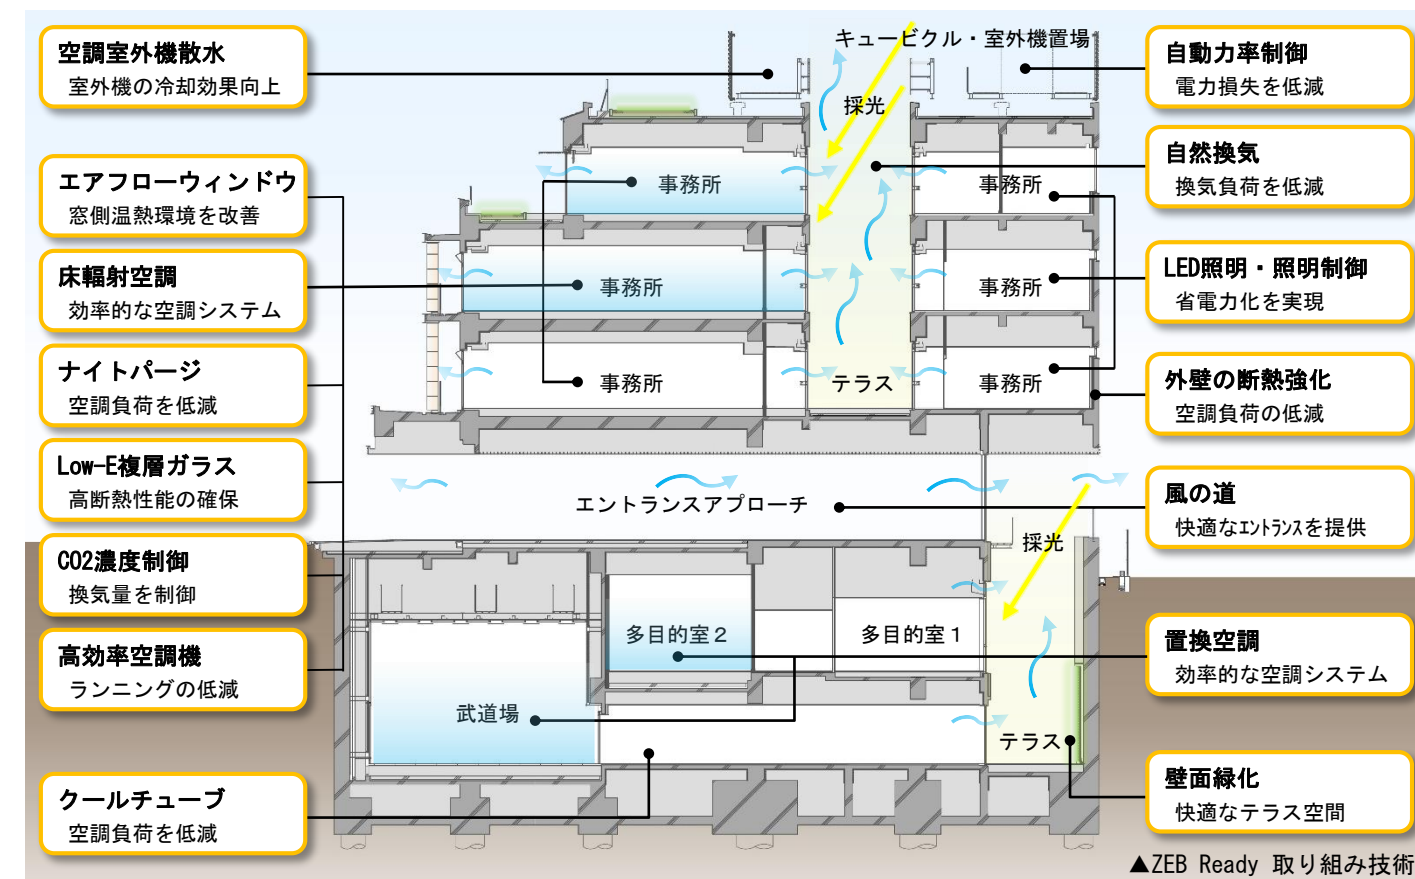 空調室外機散水
室外機の冷却効果向上
エアフローウィンドウ
窓側温熱環境を改善
床輻射空調
効率的な空調システム
ナイトパージ
空調負荷を低減
Low-E複層ガラス
高断熱性能の確保
CO2濃度制御
換気量を制御
高効率空調機
ランニングの低減
クールチューブ
空調負荷を低減
キュービクル・室外機置場
採光
事務所
事務所
事務所
事務所
事務所
テラス
事務所
エントランスアプローチ
採光
多目的室2
多目的室1
武道場
テラス
自動力率制御
電力損失を低減
自然換気
換気負荷を低減
LED照明・照明制御
省電力化を実現
外壁の断熱強化
空調負荷の低減
風の道
快適なエントランスを提供
置換空調
効率的な空調システム
壁面緑化
快適なテラス空間
▲ZEB Ready 取り組み技術